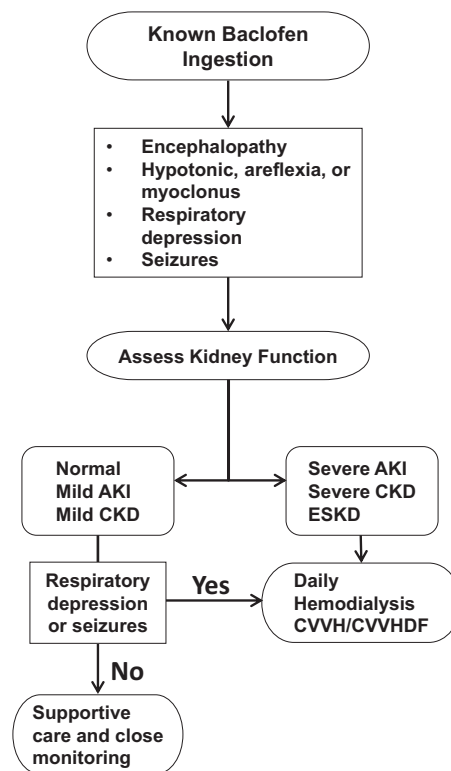 Known Baclofen
Ingestion
• Encephalopathy
• Hypotonic, areflexia, or
myoclonus
• Respiratory
depression
• Seizures
Assess Kidney Function
Normal
Mild AKI
Mild CKD
Severe AKI
Severe CKD
ESKD
Respiratory
depression
or seizures
Yes
Daily
Hemodialysis
CVVH/CVVHDF
No
Supportive
care and close
monitoring